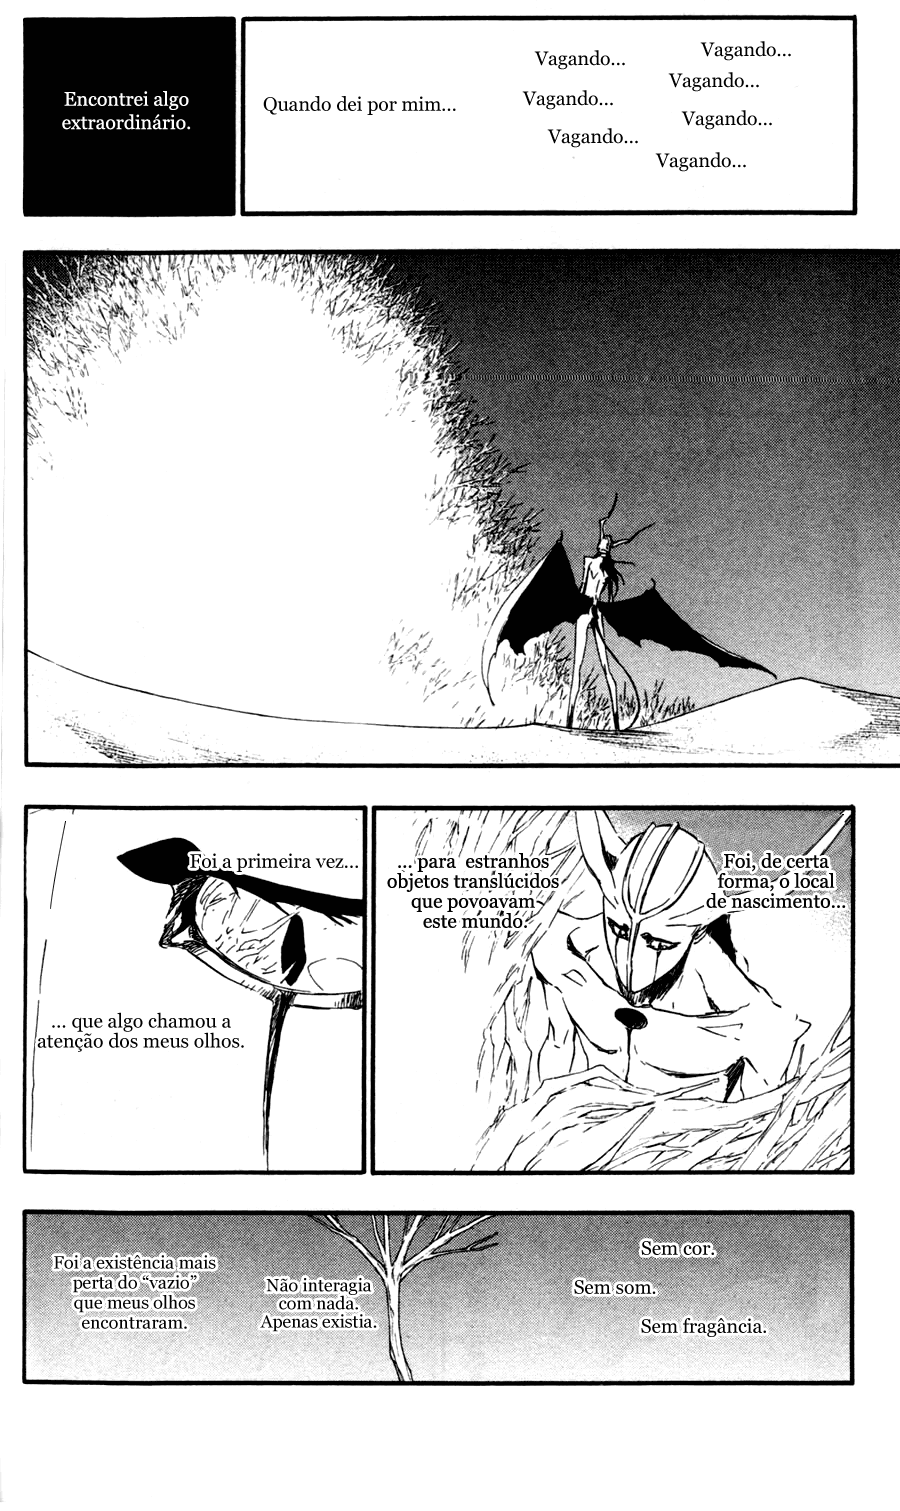 Vagando...
Vagando...
Vagando...
Vagando...
Vagando...
Vagando...
Vagando...
Quando dei por mim...
Encontrei algo
extraordinário.
Foi, de certa
forma, o local
de nascimento...
... para estranhos
objetos translúcidos
que povoavam
este mundo.
Foi a primeira vez...
... que algo chamou a
atenção dos meus olhos.
Sem cor.
Sem som.
Sem fragância.
Não interagia
com nada.
Apenas existia.
Foi a existência mais
perta do “vazio”
que meus olhos
encontraram.